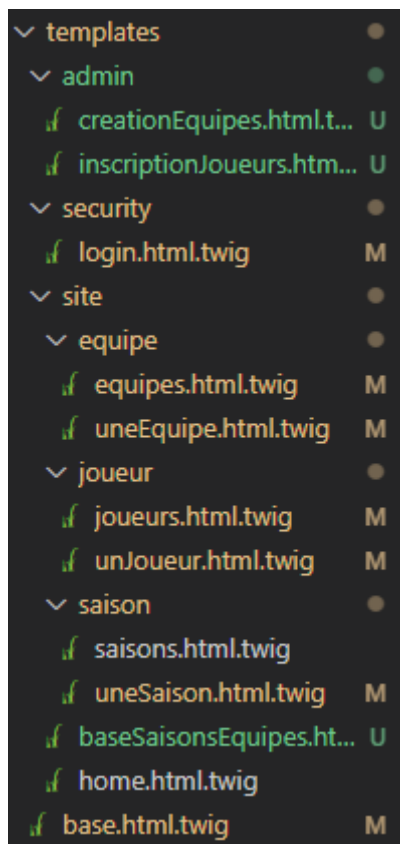 templates
admin
creationEquipes.html.t... U
inscriptionJoueurs.htm... U
security
login.html.twig M
site
equipe
equipes.html.twig M
uneEquipe.html.twig M
joueur
joueurs.html.twig M
unJoueur.html.twig M
saison
saisons.html.twig
uneSaison.html.twig M
baseSaisonsEquipes.ht... U
home.html.twig
base.html.twig M